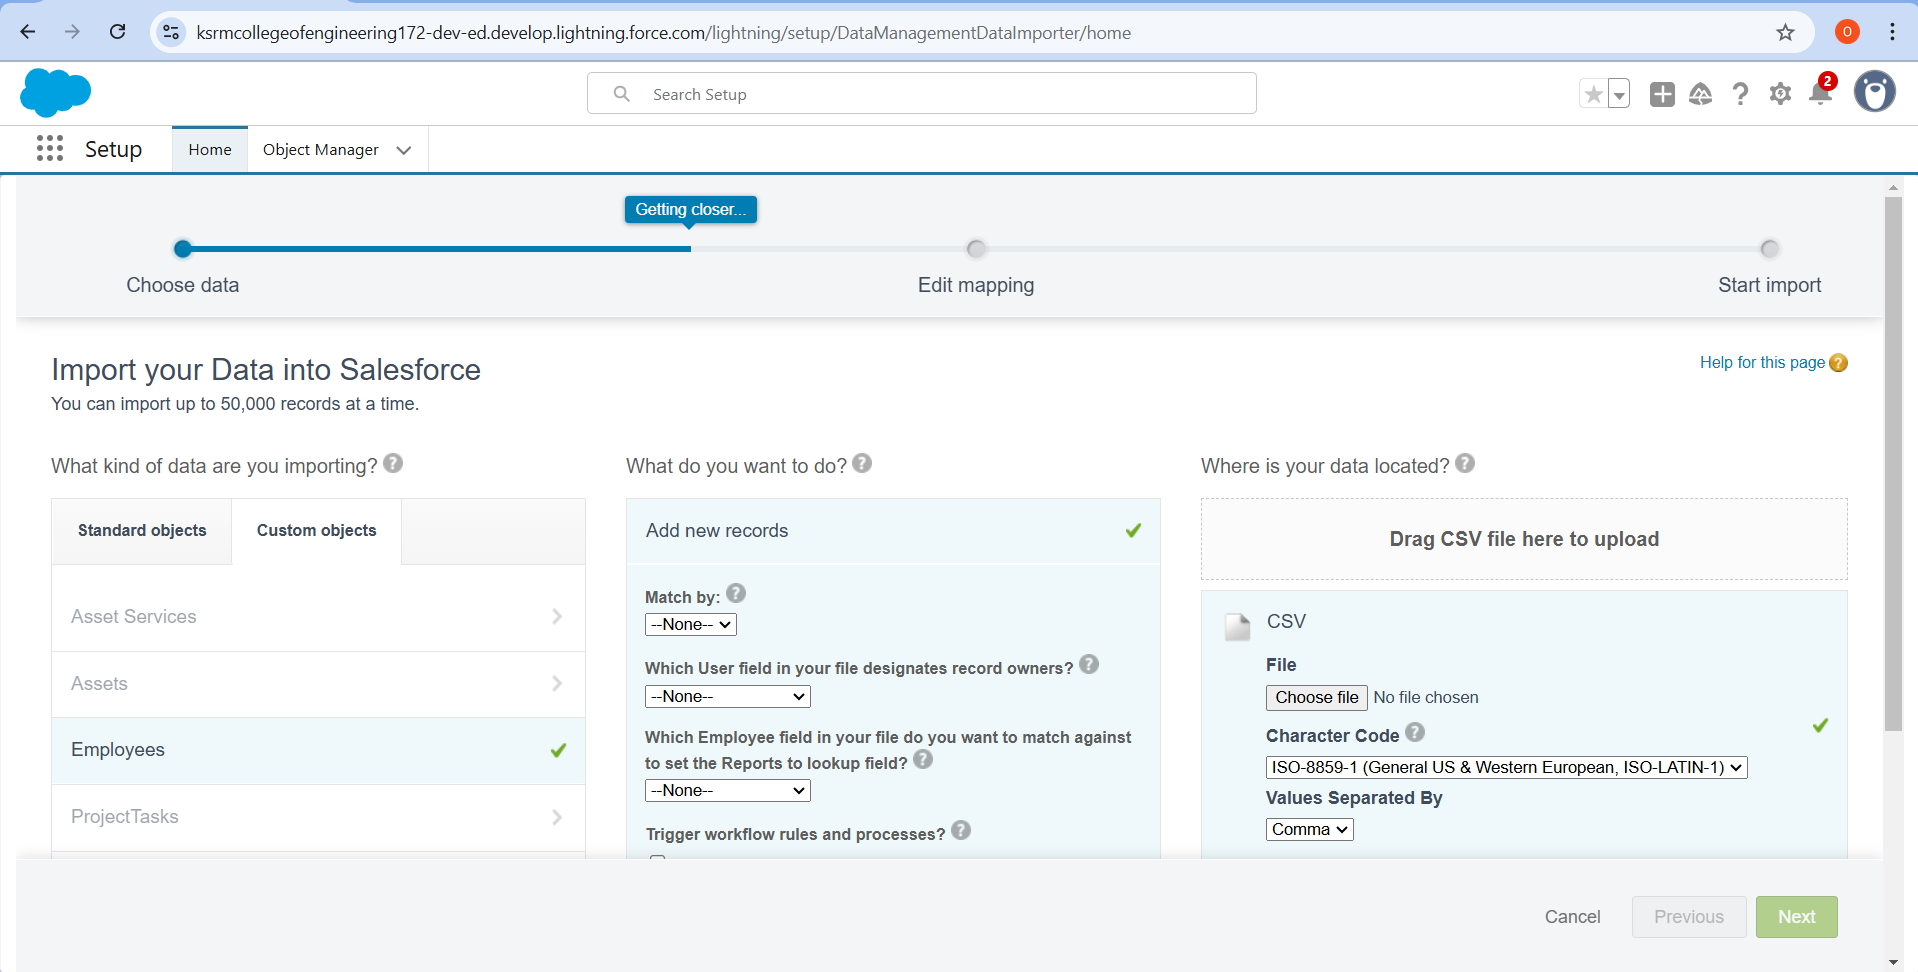 ksrmcollegeofengineering172-dev-ed.develop.lightning.force.com/lightning/setup/DataManagementDataImporter/home
O
Search Setup
2
Setup
Home
Object Manager
Getting closer...
Choose data
Edit mapping
Start import
Import your Data into Salesforce
Help for this page ?
You can import up to 50,000 records at a time.
What kind of data are you importing? ?
Standard objects
Custom objects
Asset Services
Assets
Employees
ProjectTasks
What do you want to do? ?
Add new records
Match by: ?
--None--
Which User field in your file designates record owners? ?
--None--
Which Employee field in your file do you want to match against
to set the Reports to lookup field? ?
--None--
Trigger workflow rules and processes? ?
Where is your data located? ?
Drag CSV file here to upload
CSV
File
Choose file No file chosen
Character Code ?
ISO-8859-1 (General US & Western European, ISO-LATIN-1)
Values Separated By
Comma
Cancel
Previous
Next